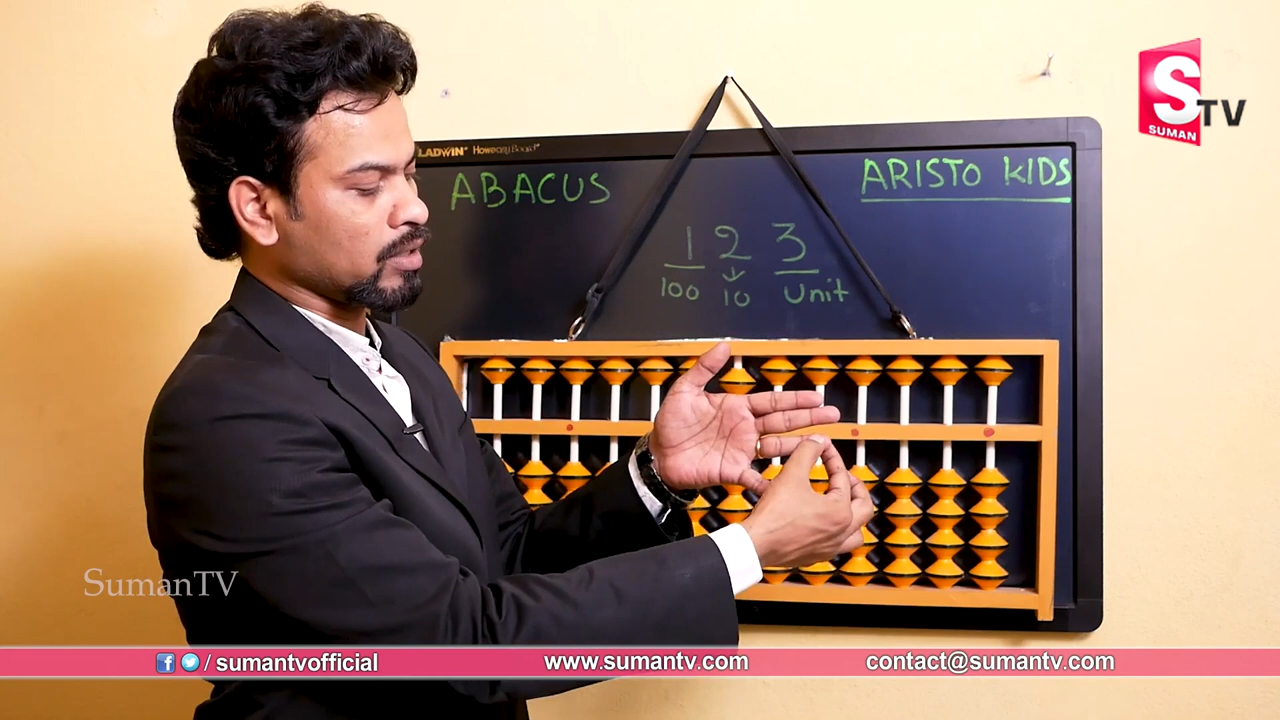 S
TV
SUMAN
LADWIN Howeasy Board
ABACUS
ARISTO KIDS
1 2 3
100 10 Unit
SumanTV
/ sumantvofficial
www.sumantv.com
contact@sumantv.com